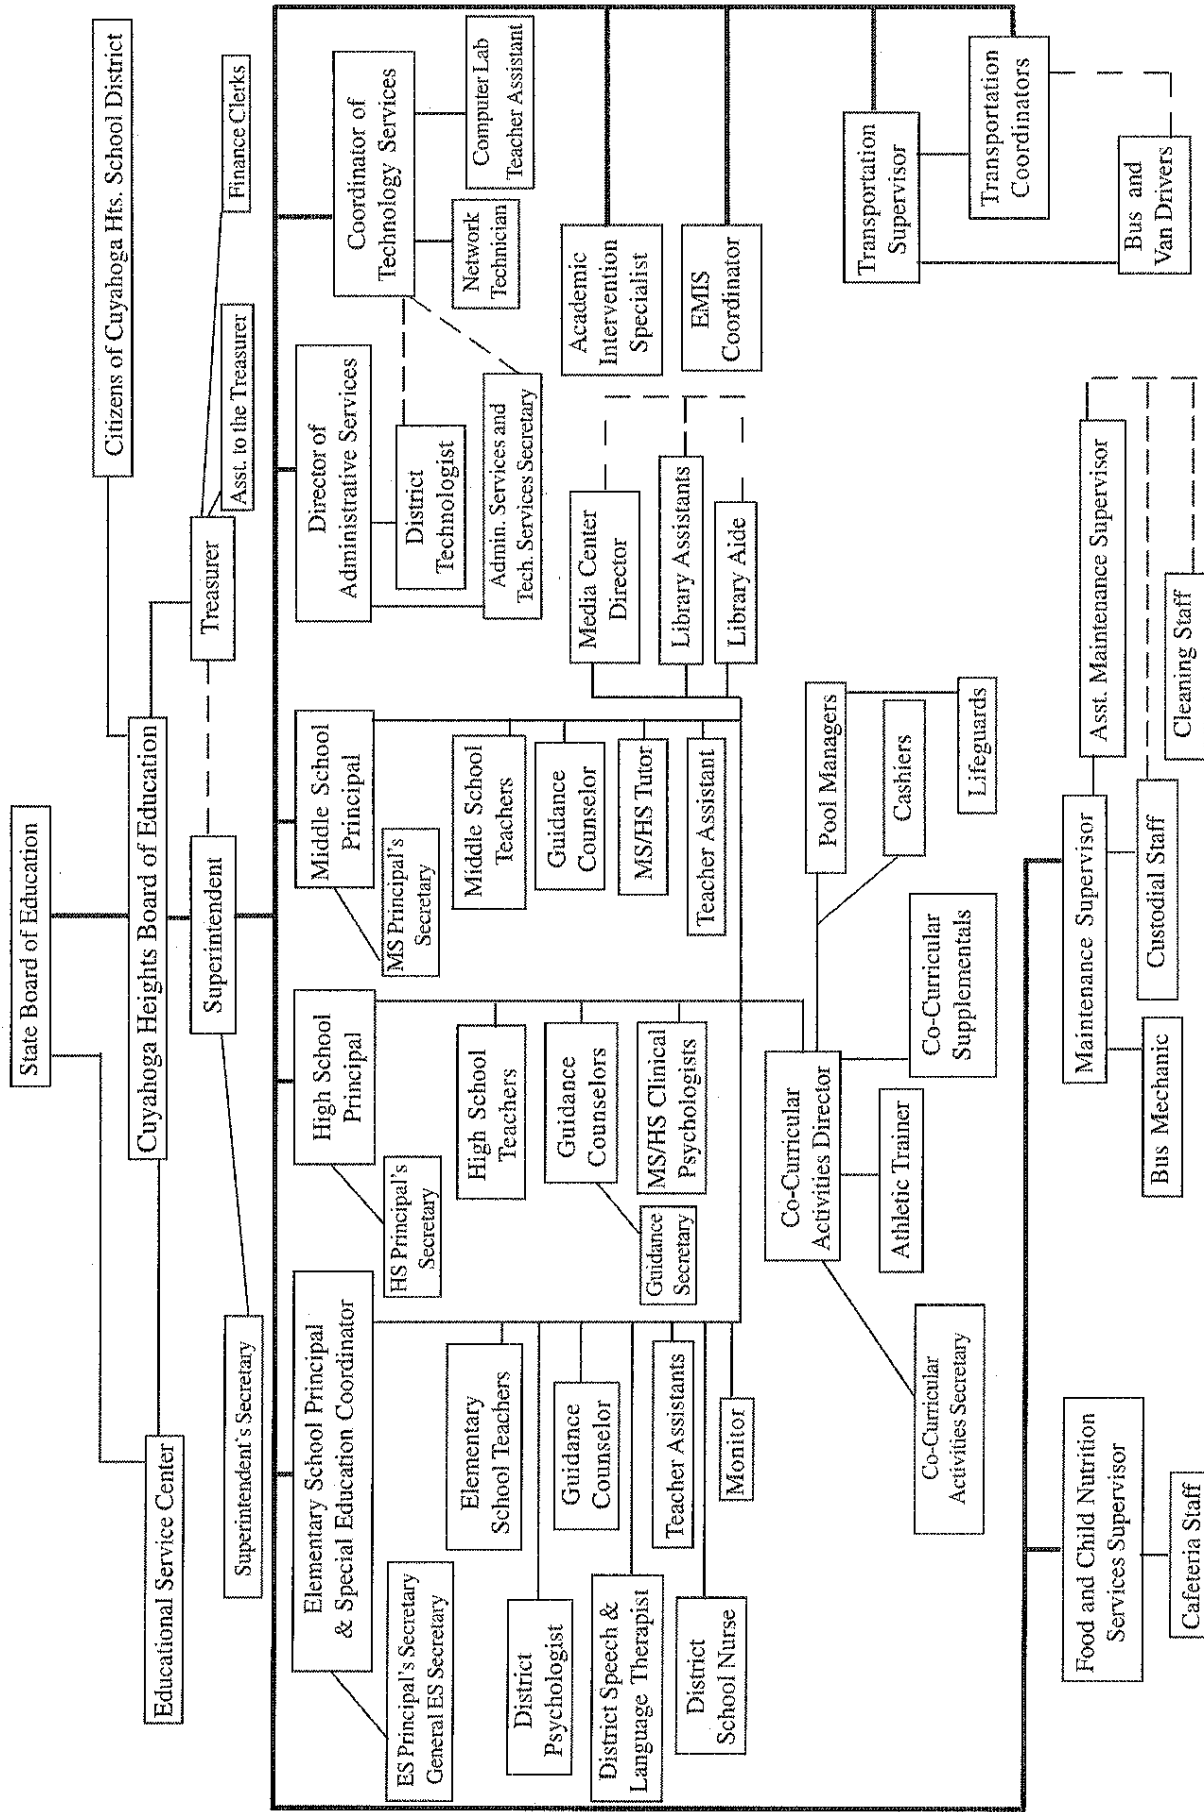 State Board of Education
Citizens of Cuyahoga Hts. School District
Educational Service Center
Cuyahoga Heights Board of Education
Superintendent
Treasurer
Superintendent's Secretary
Asst. to the Treasurer
Finance Clerks
Elementary School Principal
& Special Education Coordinator
High School
Principal
Middle School
Principal
Director of
Administrative Services
Coordinator of
Technology Services
ES Principal's Secretary
General ES Secretary
HS Principal's
Secretary
MS Principal's
Secretary
District
Technologist
Network
Technician
Computer Lab
Teacher Assistant
Elementary
School Teachers
High School
Teachers
Middle School
Teachers
Admin. Services and
Tech. Services Secretary
District
Psychologist
Guidance
Counselor
Guidance
Counselors
Guidance
Counselor
Media Center
Director
Academic
Intervention
Specialist
District Speech &
Language Therapist
Teacher Assistants
Guidance
Secretary
MS/HS Clinical
Psychologists
MS/HS Tutor
Library Assistants
EMIS
Coordinator
District
School Nurse
Monitor
Teacher Assistant
Library Aide
Co-Curricular
Activities Director
Pool Managers
Transportation
Supervisor
Co-Curricular
Activities Secretary
Athletic Trainer
Co-Curricular
Supplementals
Cashiers
Lifeguards
Transportation
Coordinators
Food and Child Nutrition
Services Supervisor
Maintenance Supervisor
Asst. Maintenance Supervisor
Bus and
Van Drivers
Cafeteria Staff
Bus Mechanic
Custodial Staff
Cleaning Staff